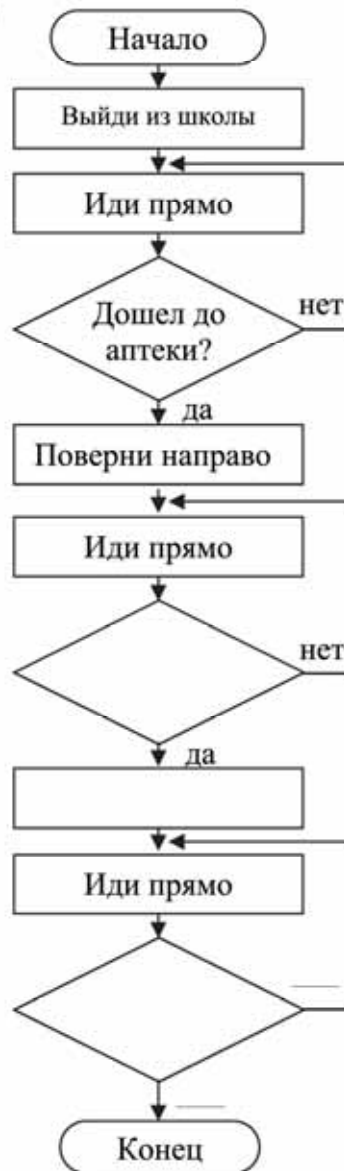 Начало
Выйди из школы
Иди прямо
Дошел до
аптеки?
нет
да
Поверни направо
Иди прямо
нет
да
Иди прямо
Конец